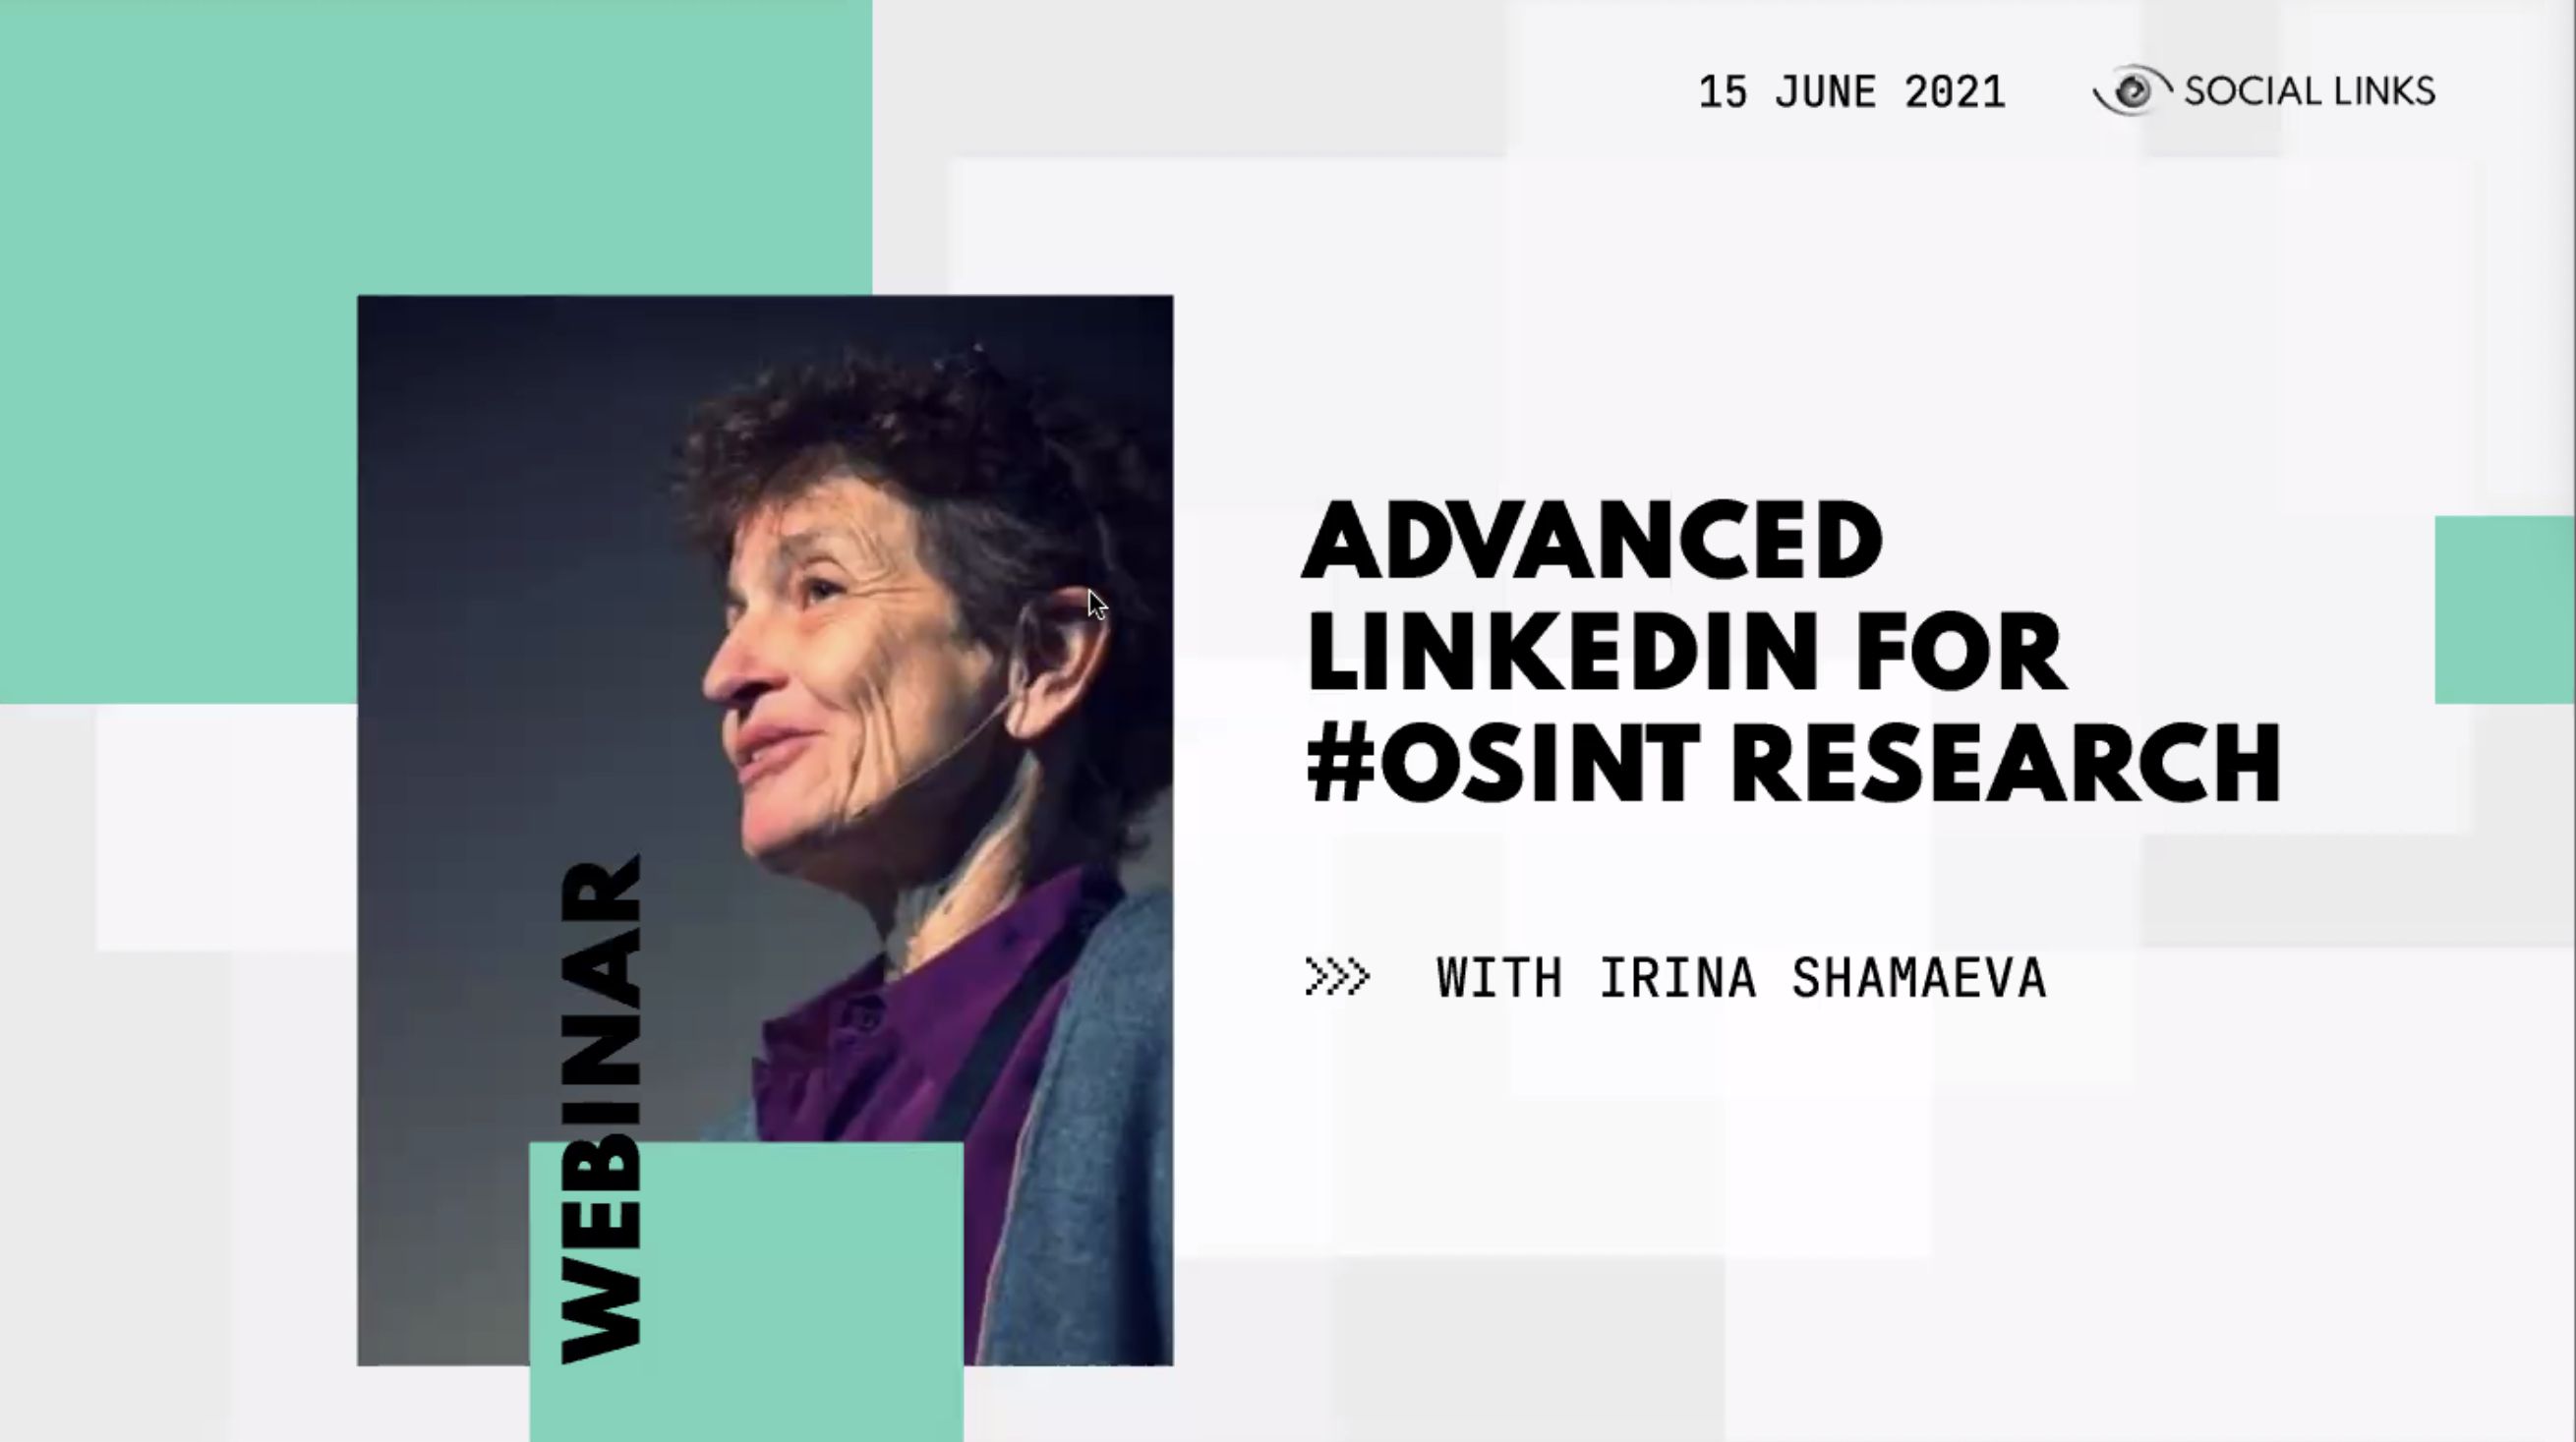 15 JUNE 2021
SOCIAL LINKS
ADVANCED
LINKEDIN FOR
#OSINT RESEARCH
>>> WITH IRINA SHAMAEVA
WEBINAR